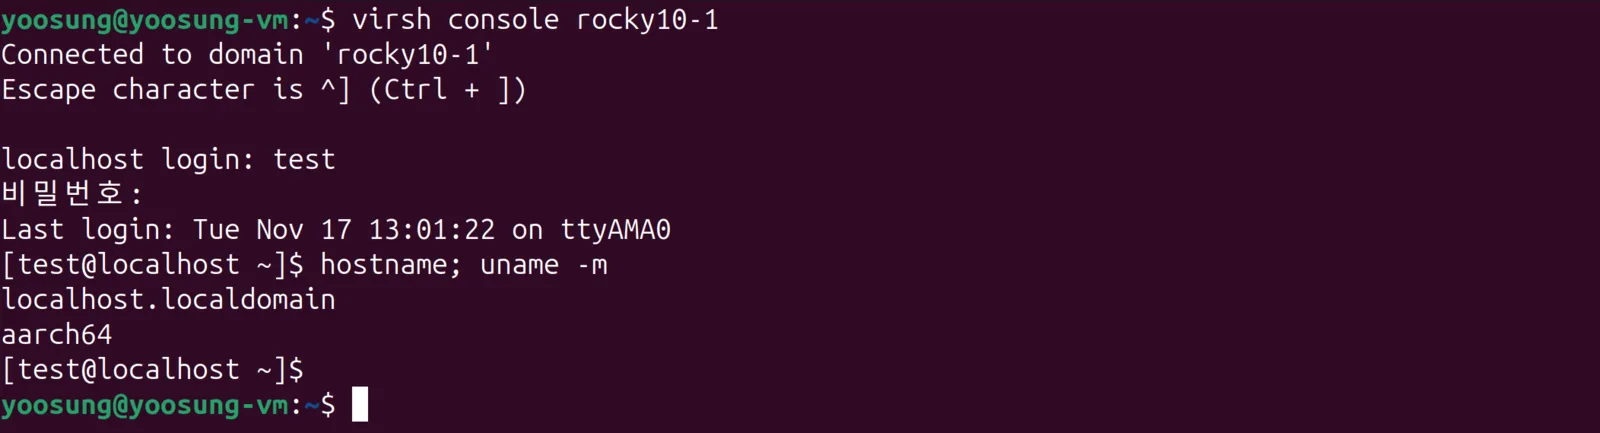 yoosung@yoosung-vm:~$ virsh console rocky10-1
Connected to domain 'rocky10-1'
Escape character is ^] (Ctrl + ])
localhost login: test
비밀번호:
Last login: Tue Nov 17 13:01:22 on ttyAMA0
[test@localhost ~]$ hostname; uname -m
localhost.localdomain
aarch64
[test@localhost ~]$
yoosung@yoosung-vm:~$